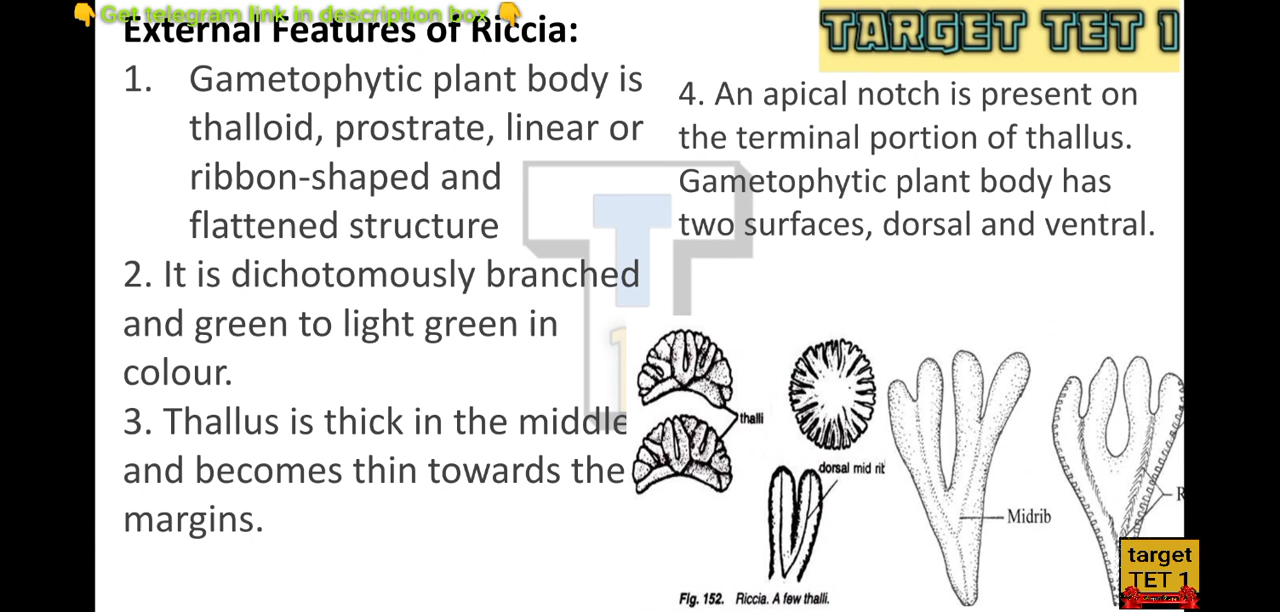 👇Get telegram link in description box 👇
External Features of Riccia:
1. Gametophytic plant body is
thalloid, prostrate, linear or
ribbon-shaped and
flattened structure
2. It is dichotomously branched
and green to light green in
colour.
3. Thallus is thick in the middle
and becomes thin towards the
margins.
TARGET TET 1
4. An apical notch is present on
the terminal portion of thallus.
Gametophytic plant body has
two surfaces, dorsal and ventral.
thalli
dorsal mid rit
Midrib
R
Fig. 152. Riccia. A few thalli.
target
TET 1